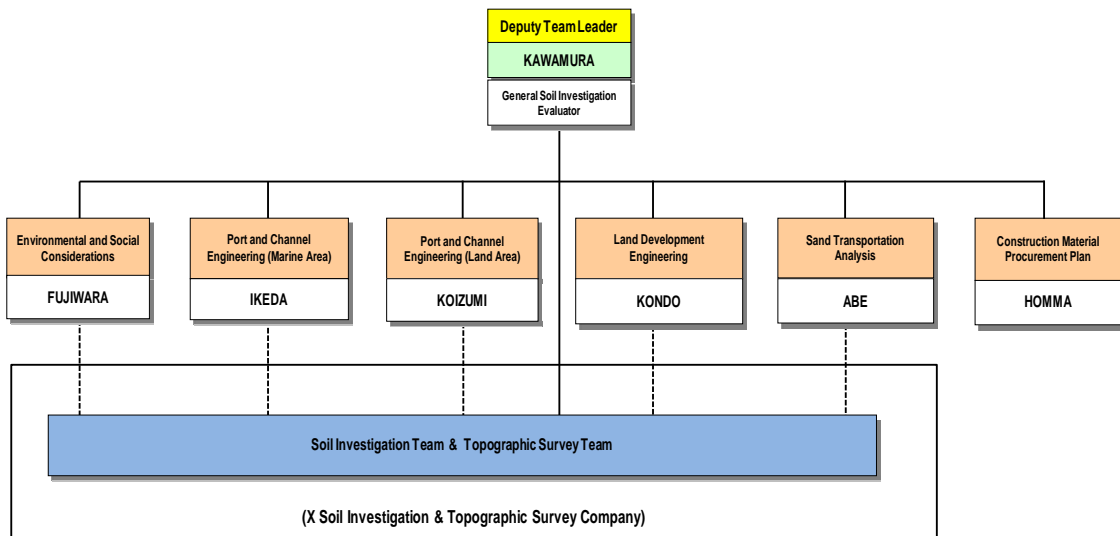 Deputy Team Leader
KAWAMURA
General Soil Investigation
Evaluator
Environmental and Social
Considerations
FUJIWARA
Port and Channel
Engineering (Marine Area)
IKEDA
Port and Channel
Engineering (Land Area)
KOIZUMI
Land Development
Engineering
KONDO
Sand Transportation
Analysis
ABE
Construction Material
Procurement Plan
HOMMA
Soil Investigation Team & Topographic Survey Team
(X Soil Investigation & Topographic Survey Company)